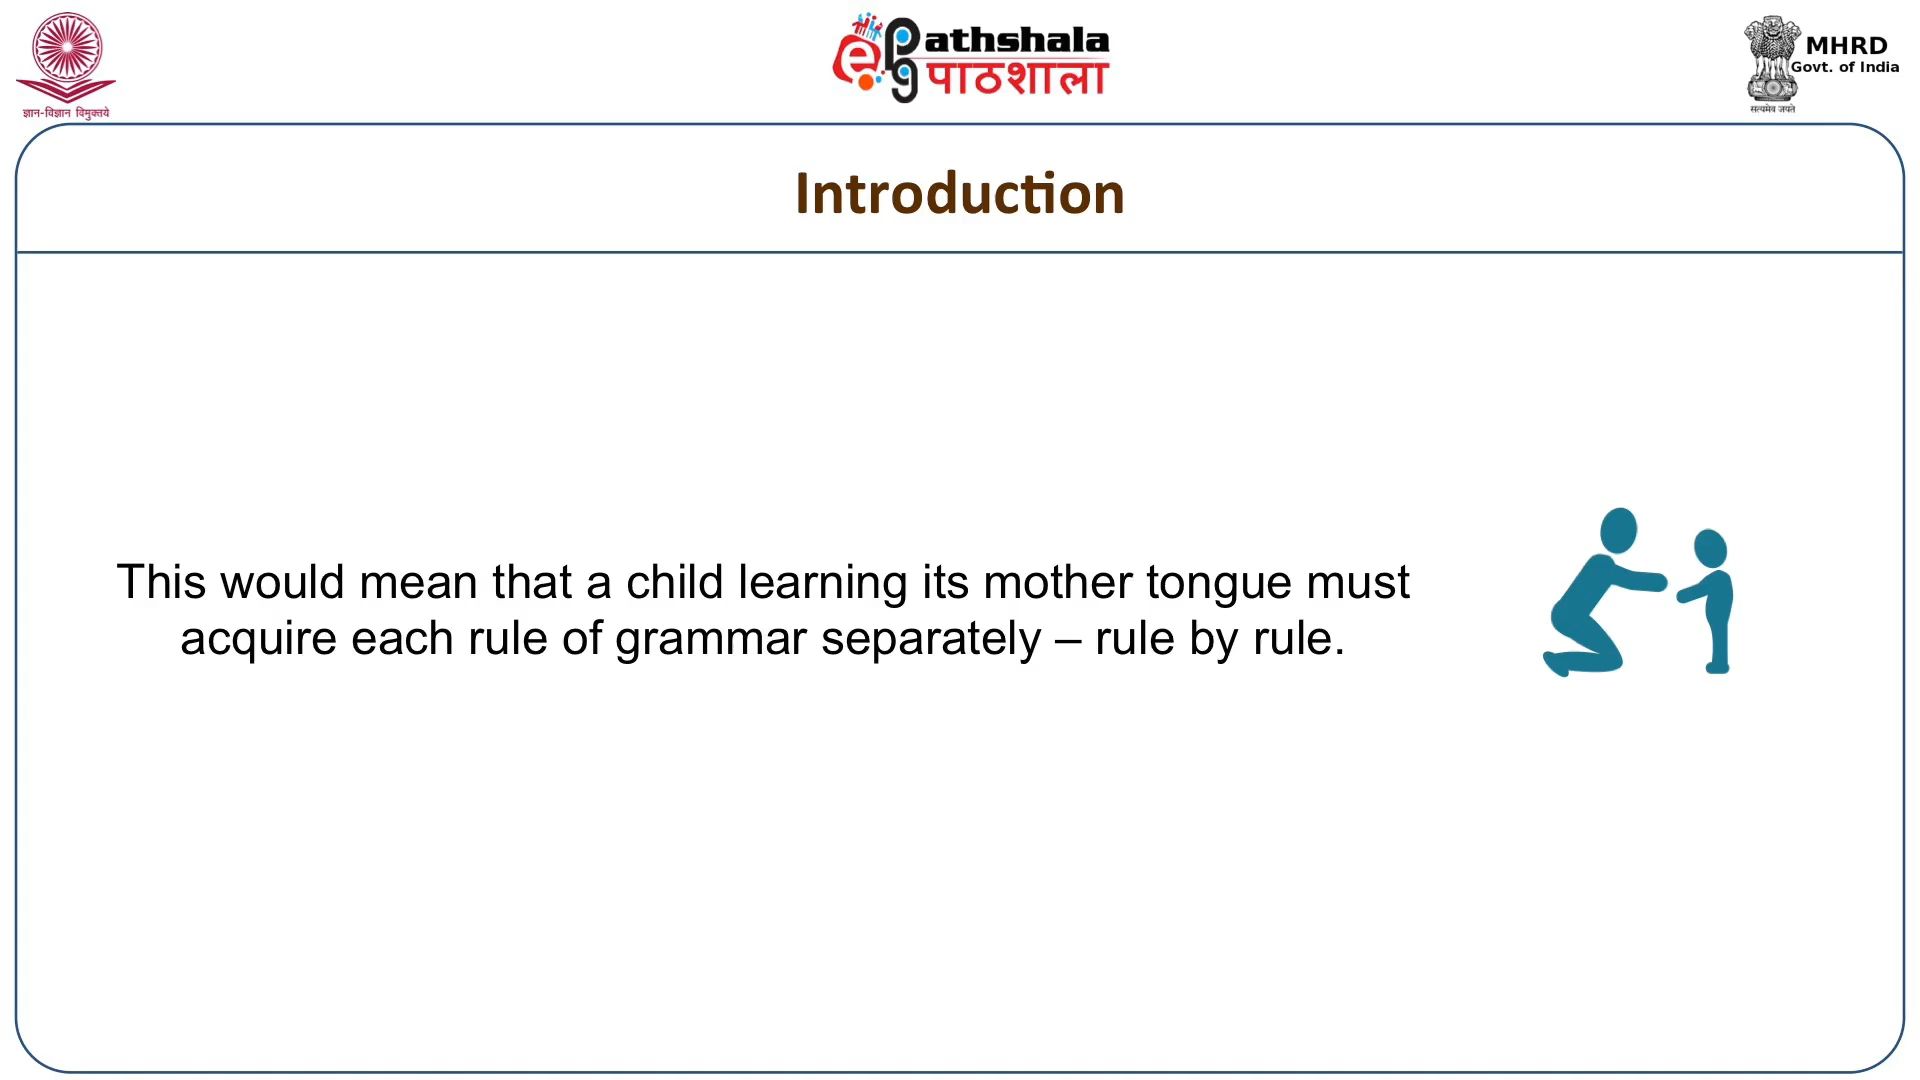 ज्ञान-विज्ञान विमुक्तये
epg Pathshala
पाठशाला
MHRD
Govt. of India
सत्यमेव जयते
Introduction
This would mean that a child learning its mother tongue must
acquire each rule of grammar separately – rule by rule.